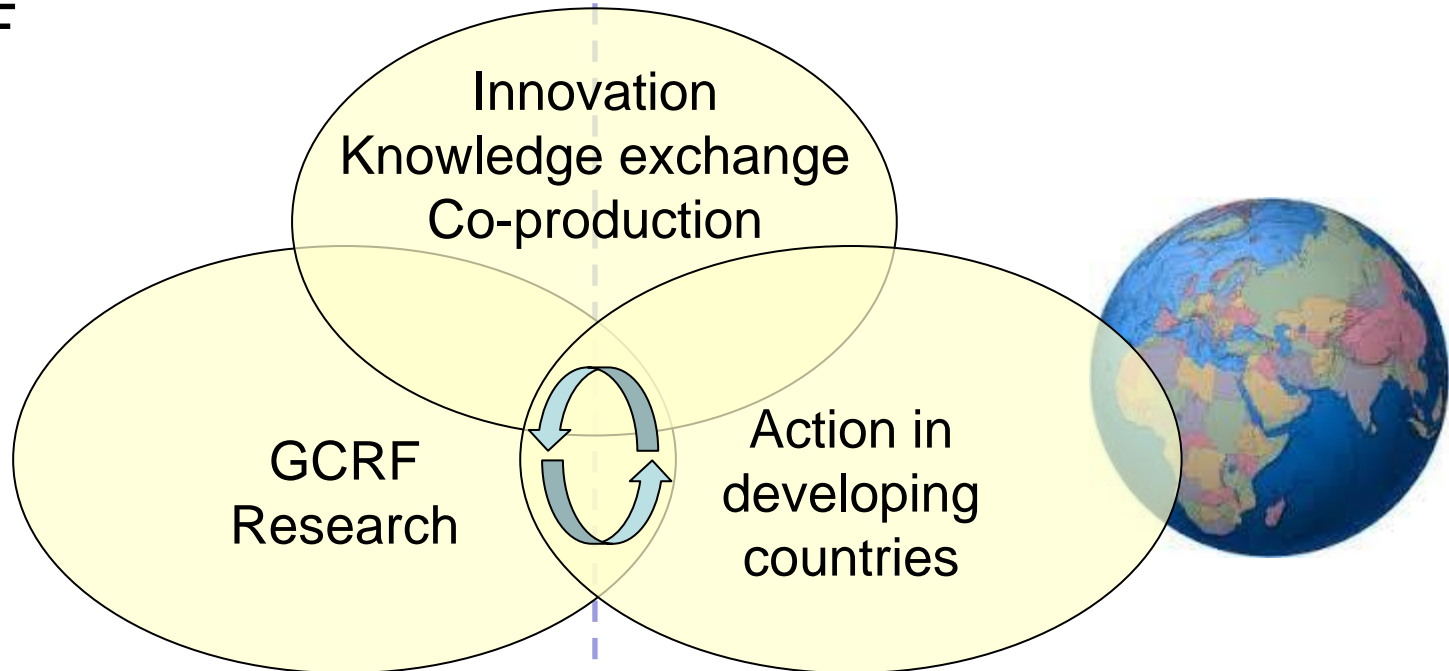 Innovation
Knowledge exchange
Co-production
GCRF
Research
Action in
developing
countries